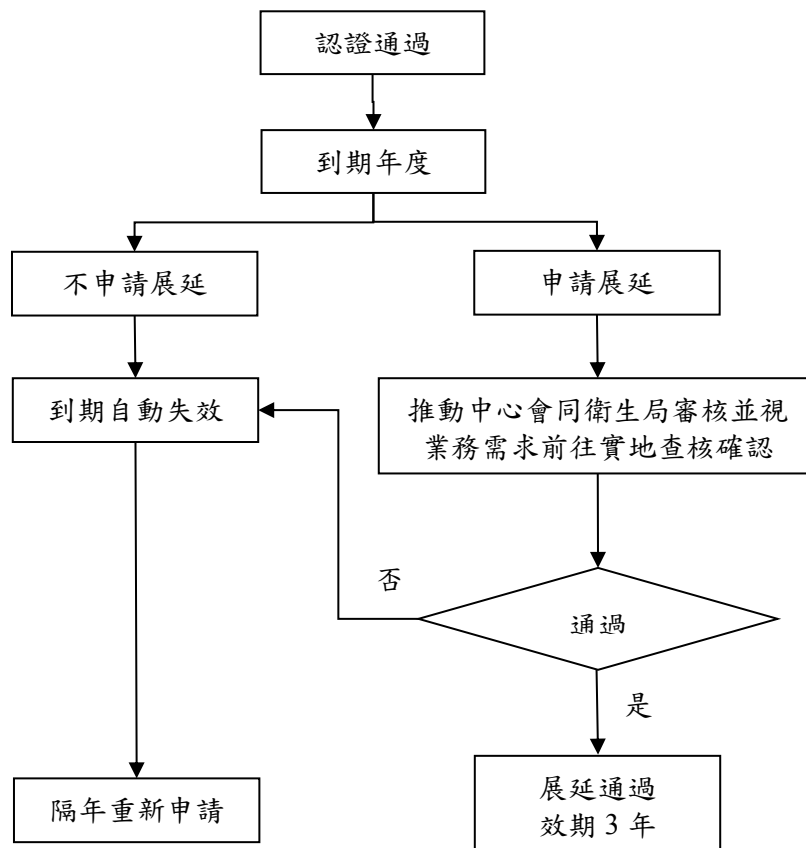 認證通過
到期年度
不申請展延
申請展延
到期自動失效
推動中心會同衛生局審核並視
業務需求前往實地查核確認
否
通過
是
隔年重新申請
展延通過
效期 3 年